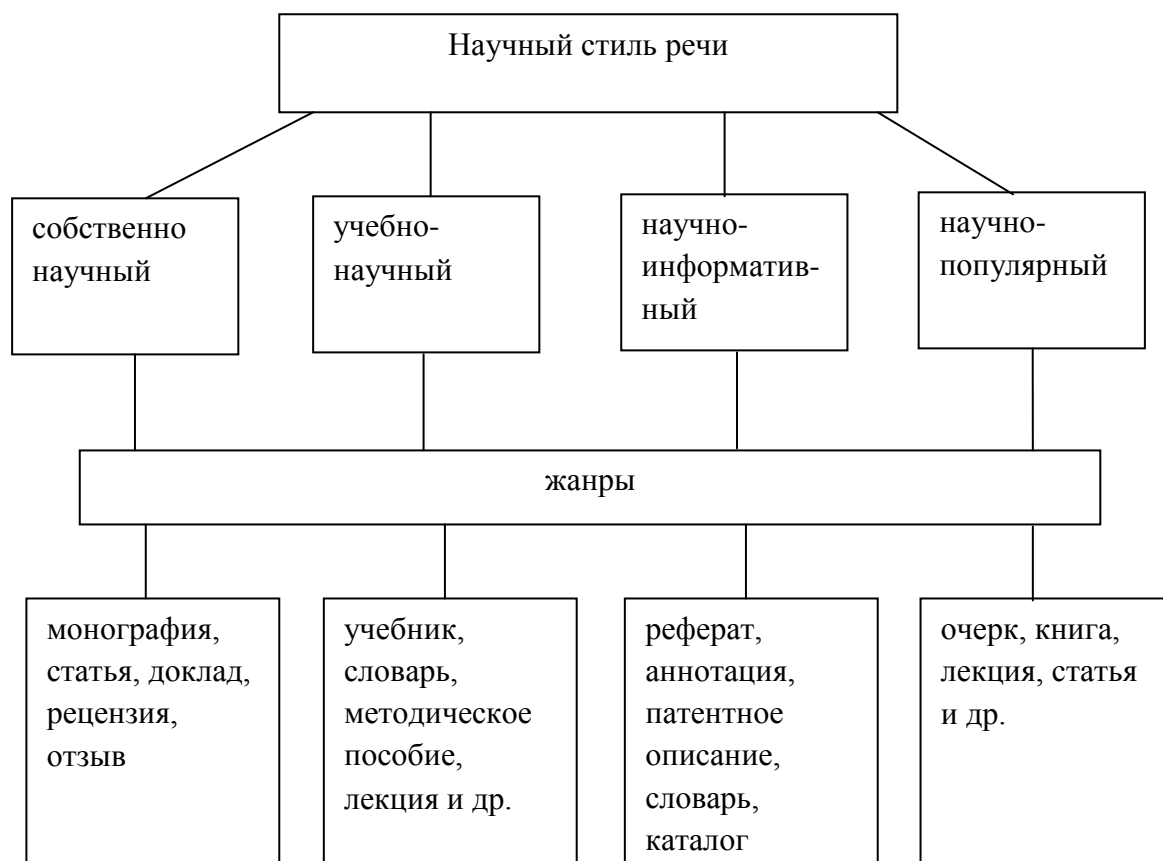 Научный стиль речи
собственно
научный
учебно-
научный
научно-
информатив-
ный
научно-
популярный
жанры
монография,
статья, доклад,
рецензия,
отзыв
учебник,
словарь,
методическое
пособие,
лекция и др.
реферат,
аннотация,
патентное
описание,
словарь,
каталог
очерк, книга,
лекция, статья
и др.